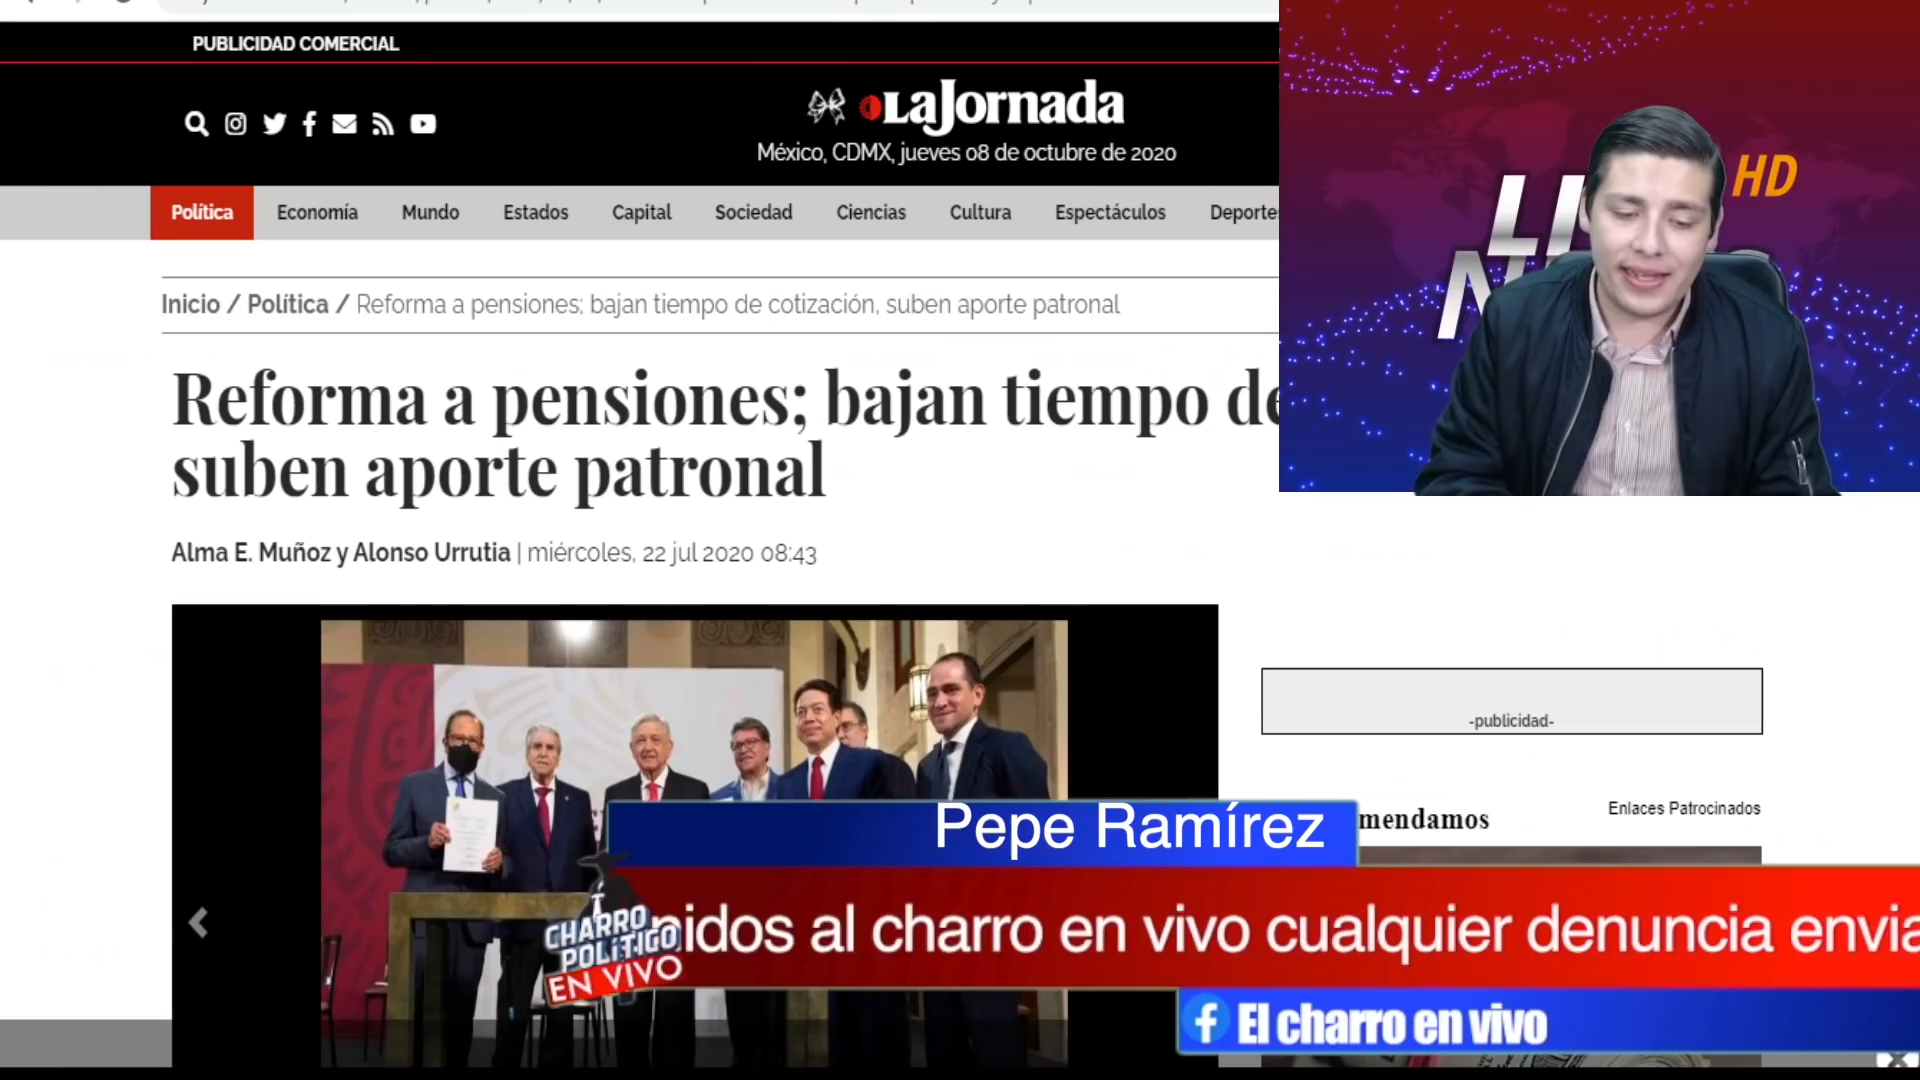 PUBLICIDAD COMERCIAL
LaJornada
México, CDMX, jueves 08 de octubre de 2020
HD
Política Economía Mundo Estados Capital Sociedad Ciencias Cultura Espectáculos Deportes
Inicio / Política / Reforma a pensiones; bajan tiempo de cotización, suben aporte patronal
Reforma a pensiones; bajan tiempo de
suben aporte patronal
Alma E. Muñoz y Alonso Urrutia | miércoles, 22 jul 2020 08:43
-publicidad-
mendamos
Enlaces Patrocinados
Pepe Ramírez
nidos al charro en vivo cualquier denuncia envia
CHARRO
POLÍTICO
EN VIVO
El charro en vivo